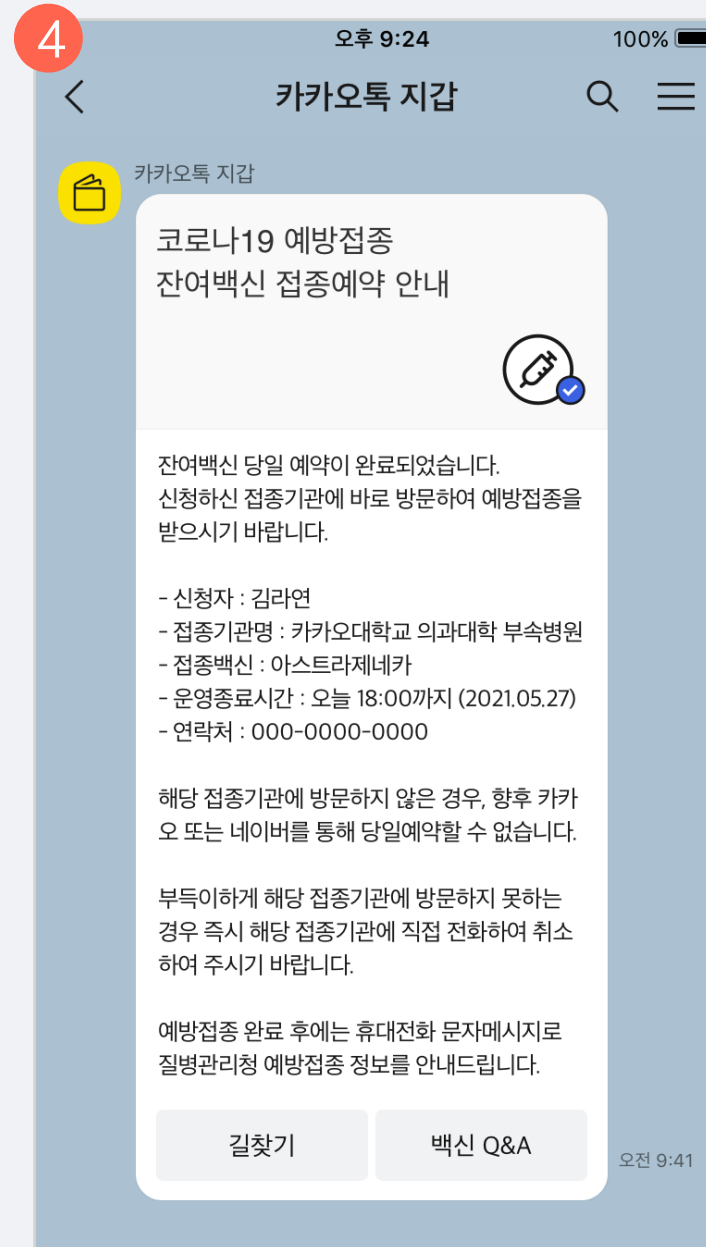 4
오후 9:24
100%
카카오톡 지갑
카카오톡 지갑
코로나19 예방접종
잔여백신 접종예약 안내
잔여백신 당일 예약이 완료되었습니다.
신청하신 접종기관에 바로 방문하여 예방접종을
받으시기 바랍니다.
- 신청자 : 김라연
- 접종기관명 : 카카오대학교 의과대학 부속병원
- 접종백신 : 아스트라제네카
- 운영종료시간 : 오늘 18:00까지 (2021.05.27)
- 연락처 : 000-0000-0000
해당 접종기관에 방문하지 않은 경우, 향후 카카
오 또는 네이버를 통해 당일예약할 수 없습니다.
부득이하게 해당 접종기관에 방문하지 못하는
경우 즉시 해당 접종기관에 직접 전화하여 취소
하여 주시기 바랍니다.
예방접종 완료 후에는 휴대전화 문자메시지로
질병관리청 예방접종 정보를 안내드립니다.
길찾기
백신 Q&A
오전 9:41